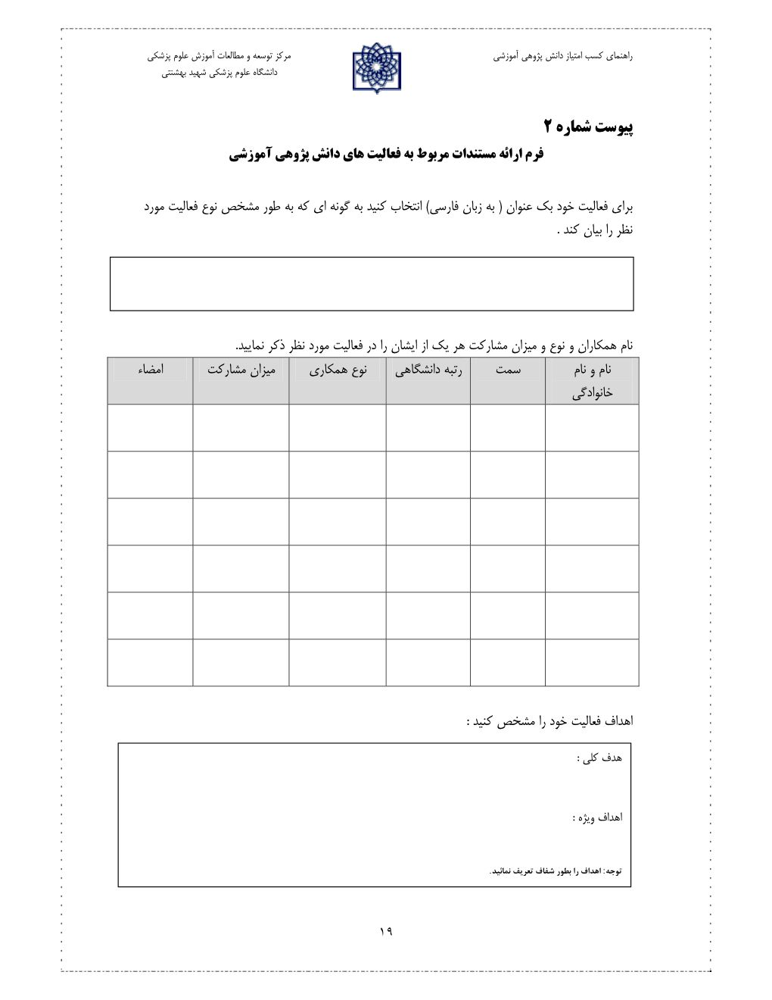 راهنمای کسب امتیاز دانش پژوهی آموزشی
مرکز توسعه و مطالعات آموزش علوم پزشکی
دانشگاه علوم پزشکی شهید بهشتی
پیوست شماره ۲
فرم ارائه مستندات مربوط به فعالیت های دانش پژوهی آموزشی
برای فعالیت خود بک عنوان ( به زبان فارسی) انتخاب کنید به گونه ای که به طور مشخص نوع فعالیت مورد
نظر را بیان کند .
نام همکاران و نوع و میزان مشارکت هر یک از ایشان را در فعالیت مورد نظر ذکر نمایید.
نام و نام سمت رتبه دانشگاهی نوع همکاری میزان مشارکت امضاء
خانوادگی
اهداف فعالیت خود را مشخص کنید :
هدف کلی :
اهداف ویژه :
توجه: اهداف را بطور شفاف تعریف نمائید.
۱۹